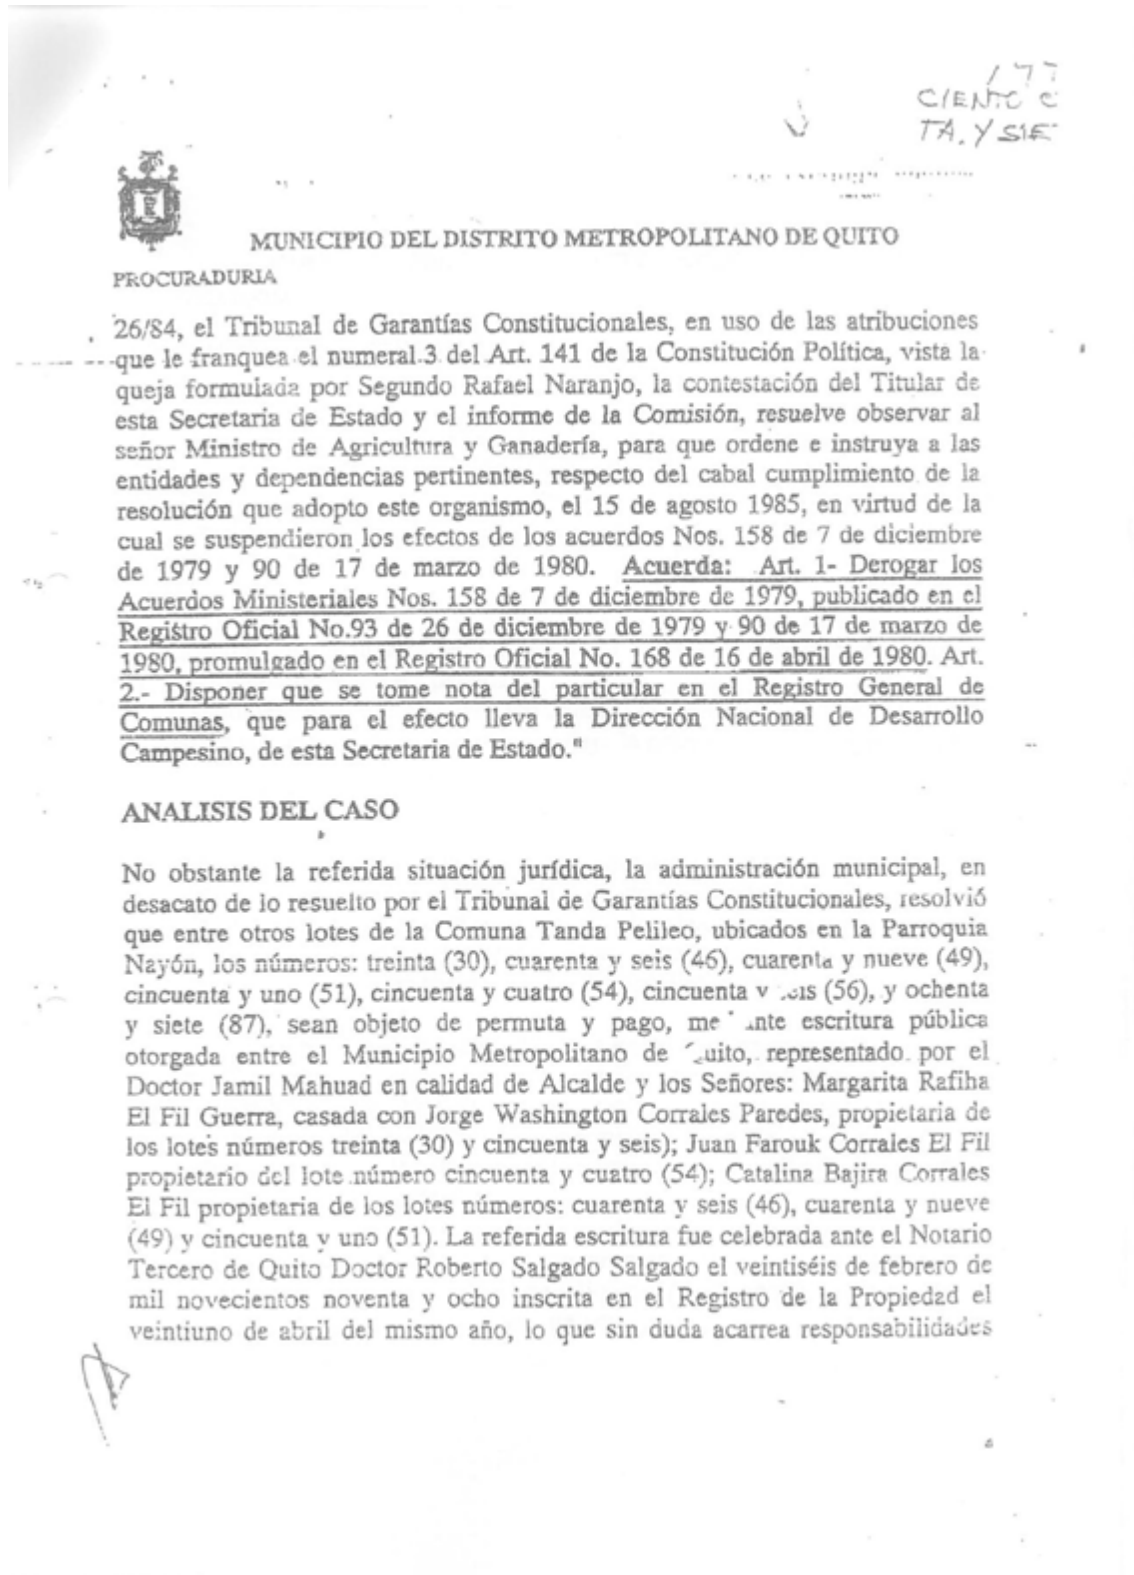 177
CIENTO C
TA. Y SIE
MUNICIPIO DEL DISTRITO METROPOLITANO DE QUITO
PROCURADURIA
26/84, el Tribunal de Garantías Constitucionales, en uso de las atribuciones
que le franquea el numeral 3 del Art. 141 de la Constitución Política, vista la
queja formulada por Segundo Rafael Naranjo, la contestación del Titular de
esta Secretaria de Estado y el informe de la Comisión, resuelve observar al
señor Ministro de Agricultura y Ganadería, para que ordene e instruya a las
entidades y dependencias pertinentes, respecto del cabal cumplimiento de la
resolución que adopto este organismo, el 15 de agosto 1985, en virtud de la
cual se suspendieron los efectos de los acuerdos Nos. 158 de 7 de diciembre
de 1979 y 90 de 17 de marzo de 1980. Acuerda: Art. 1- Derogar los
Acuerdos Ministeriales Nos. 158 de 7 de diciembre de 1979, publicado en el
Registro Oficial No.93 de 26 de diciembre de 1979 y 90 de 17 de marzo de
1980, promulgado en el Registro Oficial No. 168 de 16 de abril de 1980. Art.
2.- Disponer que se tome nota del particular en el Registro General de
Comunas, que para el efecto lleva la Dirección Nacional de Desarrollo
Campesino, de esta Secretaria de Estado."
ANALISIS DEL CASO
No obstante la referida situación jurídica, la administración municipal, en
desacato de lo resuelto por el Tribunal de Garantías Constitucionales, resolvió
que entre otros lotes de la Comuna Tanda Pelileo, ubicados en la Parroquia
Nayón, los números: treinta (30), cuarenta y seis (46), cuarenta y nueve (49),
cincuenta y uno (51), cincuenta y cuatro (54), cincuenta y seis (56), y ochenta
y siete (87), sean objeto de permuta y pago, mediante escritura pública
otorgada entre el Municipio Metropolitano de Quito, representado por el
Doctor Jamil Mahuad en calidad de Alcalde y los Señores: Margarita Rafiha
El Fil Guerra, casada con Jorge Washington Corrales Paredes, propietaria de
los lotes números treinta (30) y cincuenta y seis); Juan Farouk Corrales El Fil
propietario del lote número cincuenta y cuatro (54); Catalina Bajira Corrales
El Fil propietaria de los lotes números: cuarenta y seis (46), cuarenta y nueve
(49) y cincuenta y uno (51). La referida escritura fue celebrada ante el Notario
Tercero de Quito Doctor Roberto Salgado Salgado el veintiséis de febrero de
mil novecientos noventa y ocho inscrita en el Registro de la Propiedad el
veintiuno de abril del mismo año, lo que sin duda acarrea responsabilidades